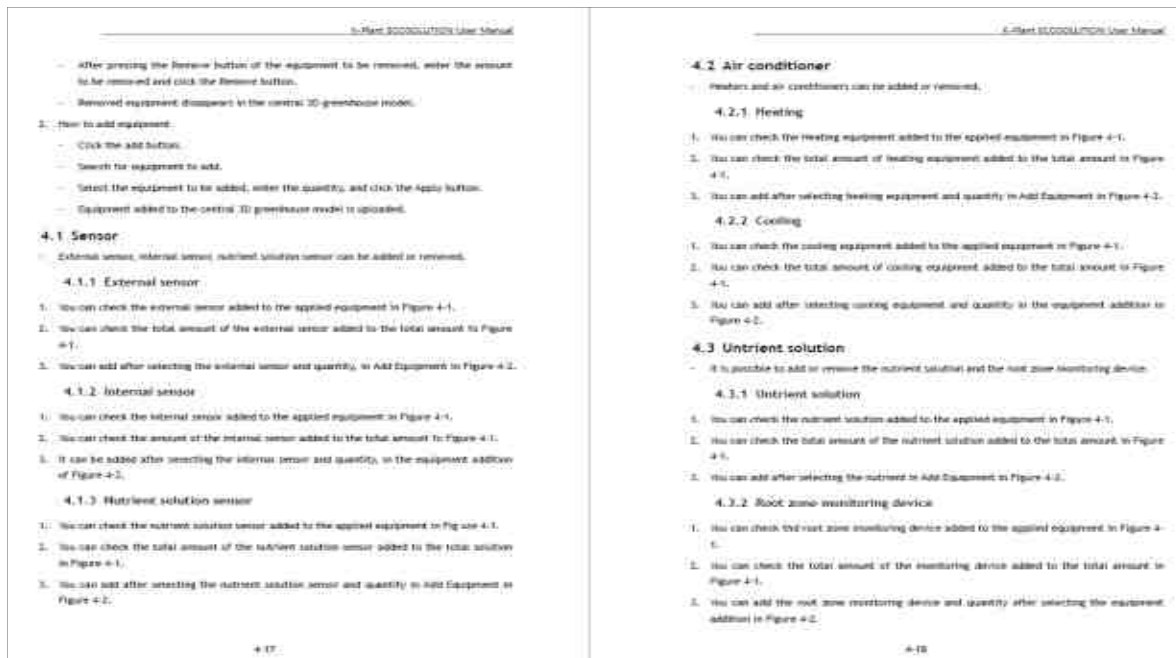 K-Plant ECOSOLUTION User Manual
- After pressing the Remove button of the equipment to be removed, enter the amount
to be removed and click the Remove button.
- Removed equipment disappears in the central 3D greenhouse model.
2. How to add equipment
- Click the add button.
- Search for equipment to add.
- Select the equipment to be added, enter the quantity, and click the Apply button.
- Equipment added to the central 3D greenhouse model is uploaded.
4.1 Sensor
- External sensor, internal sensor, nutrient solution sensor can be added or removed.
4.1.1 External sensor
1. You can check the external sensor added to the applied equipment in Figure 4-1.
2. You can check the total amount of the external sensor added to the total amount in Figure
4-1.
3. You can add after selecting the external sensor and quantity, in Add Equipment in Figure 4-2.
4.1.2 Internal sensor
1. You can check the internal sensor added to the applied equipment in Figure 4-1.
2. You can check the amount of the internal sensor added to the total amount in Figure 4-1.
3. It can be added after selecting the internal sensor and quantity, in the equipment addition
of Figure 4-2.
4.1.3 Nutrient solution sensor
1. You can check the nutrient solution sensor added to the applied equipment in Fig ure 4-1.
2. You can check the total amount of the nutrient solution sensor added to the total solution
in Figure 4-1.
3. You can add after selecting the nutrient solution sensor and quantity in Add Equipment in
Figure 4-2.
4-17
K-Plant ECOSOLUTION User Manual
4.2 Air conditioner
- Heaters and air conditioners can be added or removed.
4.2.1 Heating
1. You can check the Heating equipment added to the applied equipment in Figure 4-1.
2. You can check the total amount of heating equipment added to the total amount in Figure
4-1.
3. You can add after selecting heating equipment and quantity in Add Equipment in Figure 4-2.
4.2.2 Cooling
1. You can check the cooling equipment added to the applied equipment in Figure 4-1.
2. You can check the total amount of cooling equipment added to the total amount in Figure
4-1.
3. You can add after selecting cooling equipment and quantity in the equipment addition in
Figure 4-2.
4.3 Untrient solution
- It is possible to add or remove the nutrient solution and the root zone monitoring device.
4.3.1 Untrient solution
1. You can check the nutrient solution added to the applied equipment in Figure 4-1.
2. You can check the total amount of the nutrient solution added to the total amount in Figure
4-1.
3. You can add after selecting the nutrient in Add Equipment in Figure 4-2.
4.3.2 Root zone monitoring device
1. You can check the root zone monitoring device added to the applied equipment in Figure 4-
1.
2. You can check the total amount of the monitoring device added to the total amount in
Figure 4-1.
3. You can add the root zone monitoring device and quantity after selecting the equipment
addition in Figure 4-2.
4-18